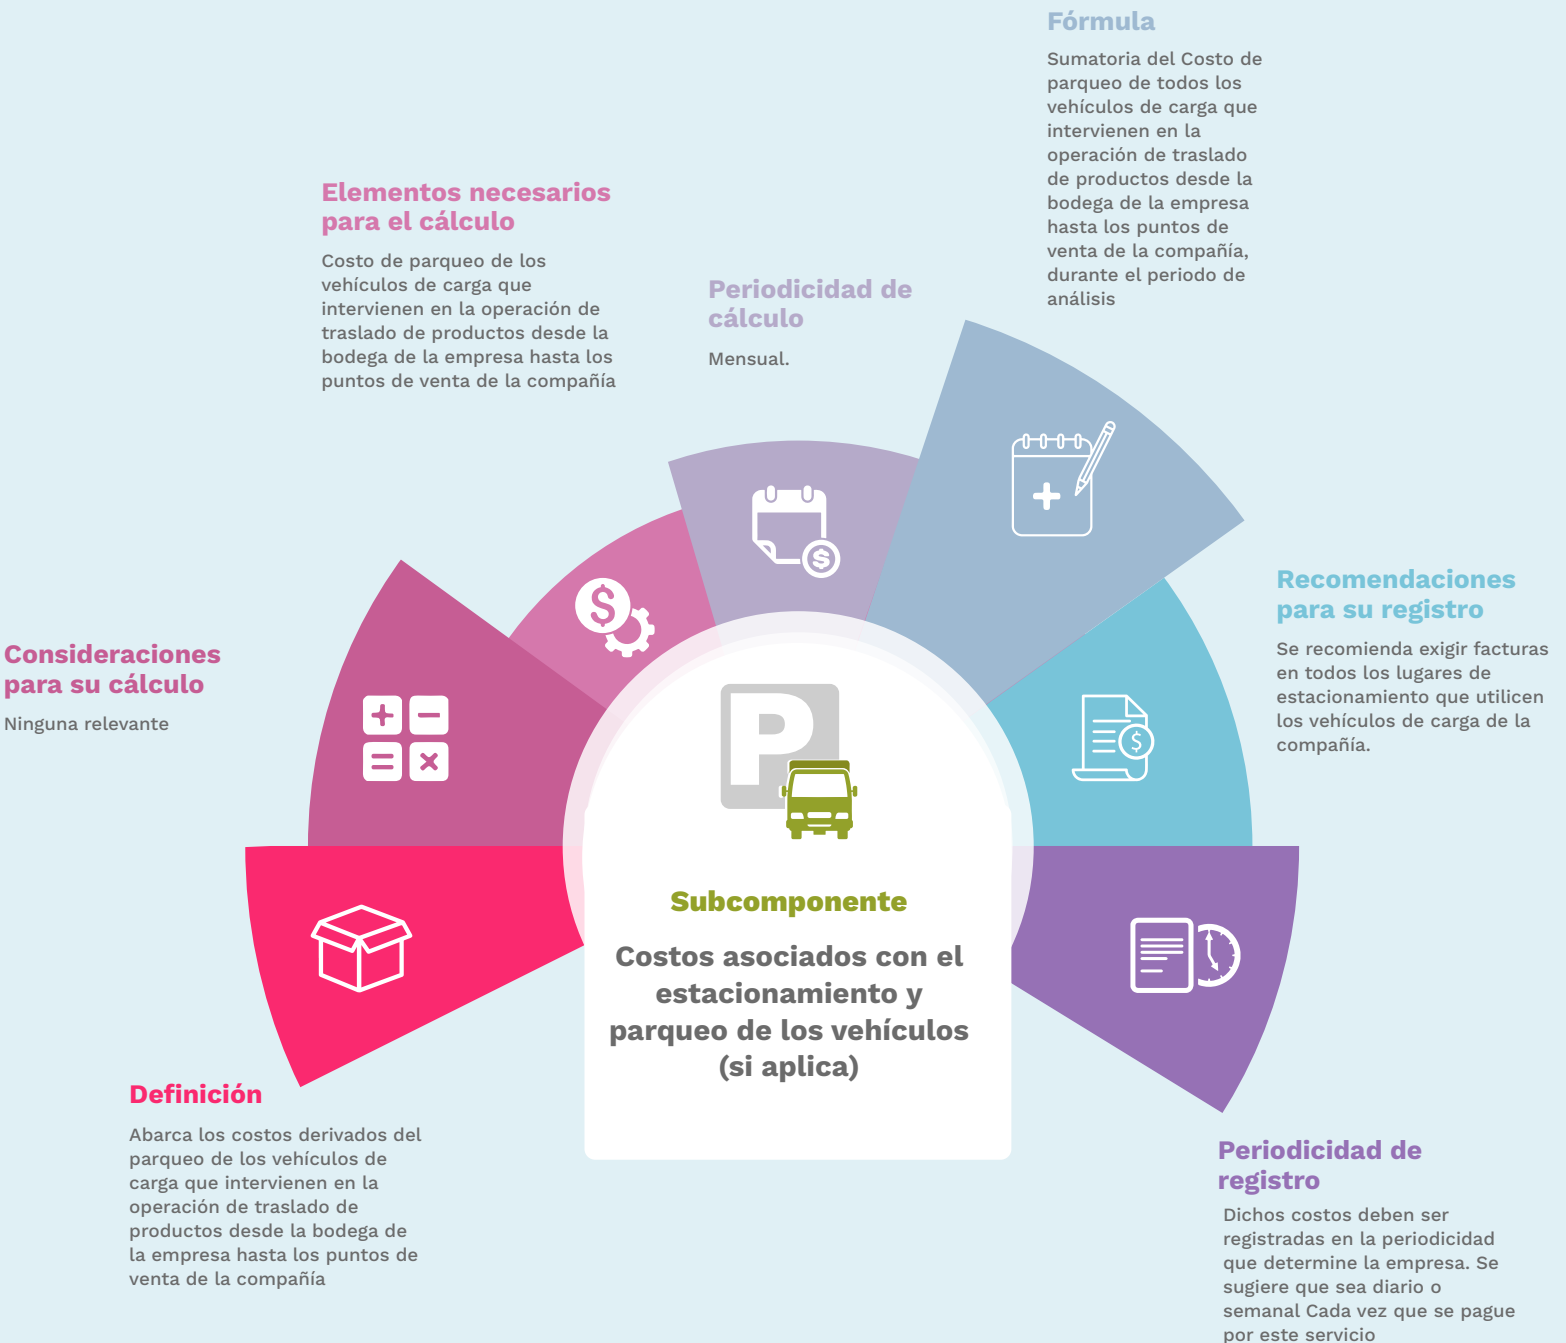 Fórmula
Sumatoria del Costo de
parqueo de todos los
vehículos de carga que
intervienen en la
operación de traslado
de productos desde la
bodega de la empresa
hasta los puntos de
venta de la compañía,
durante el periodo de
análisis
Elementos necesarios
para el cálculo
Costo de parqueo de los
vehículos de carga que
intervienen en la operación de
traslado de productos desde la
bodega de la empresa hasta los
puntos de venta de la compañía
Periodicidad de
cálculo
Mensual.
Recomendaciones
para su registro
Se recomienda exigir facturas
en todos los lugares de
estacionamiento que utilicen
los vehículos de carga de la
compañía.
Consideraciones
para su cálculo
Ninguna relevante
P
Subcomponente
Costos asociados con el
estacionamiento y
parqueo de los vehículos
(si aplica)
Definición
Abarca los costos derivados del
parqueo de los vehículos de
carga que intervienen en la
operación de traslado de
productos desde la bodega de
la empresa hasta los puntos de
venta de la compañía
Periodicidad de
registro
Dichos costos deben ser
registradas en la periodicidad
que determine la empresa. Se
sugiere que sea diario o
semanal Cada vez que se pague
por este servicio